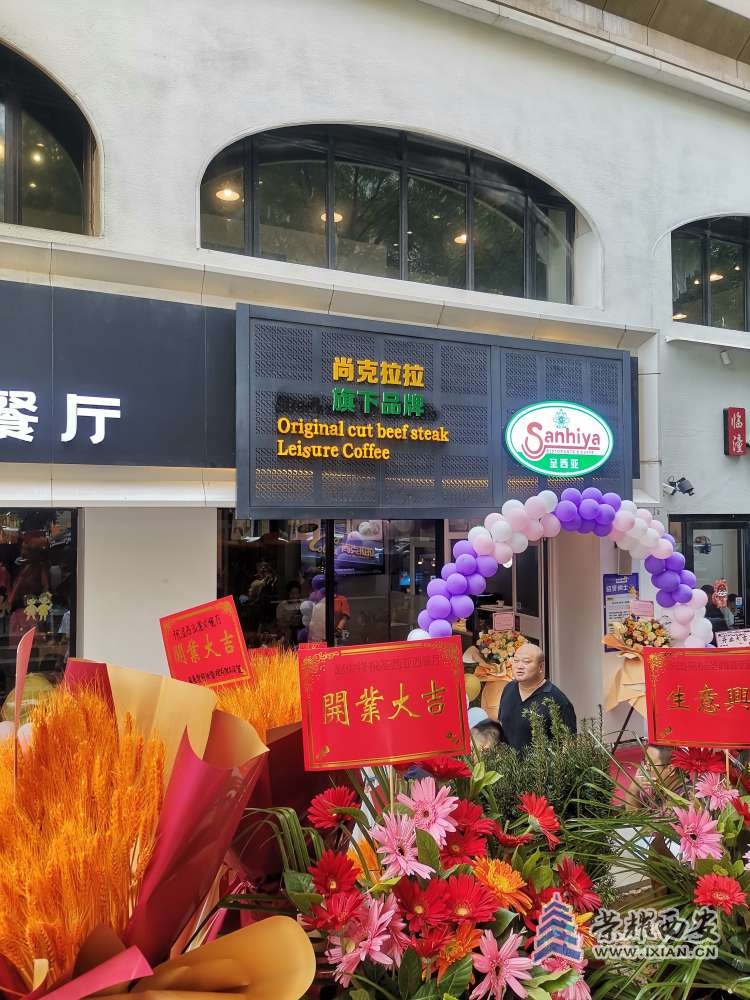 餐厅
尚克拉拉
旗下品牌
Original cut beef steak
Leisure Coffee
Sanhiya
圣西亚
临潼
開業大吉
開業大吉
生意興
荣耀西安
WWW.IXIAN.CN